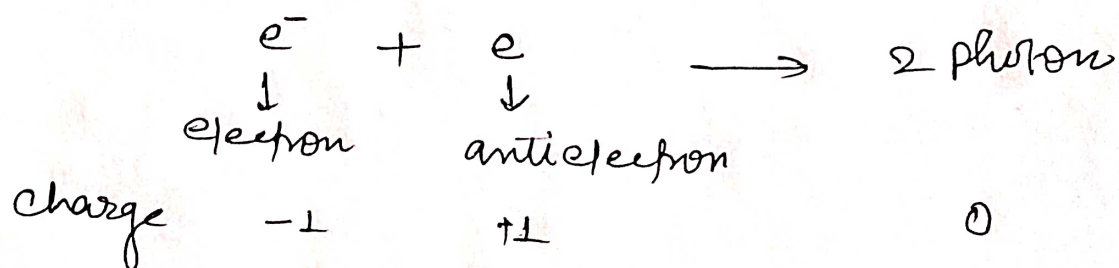 e⁻ + e → 2 photon
↓ ↓
electron antielectron
charge -1 +1 0